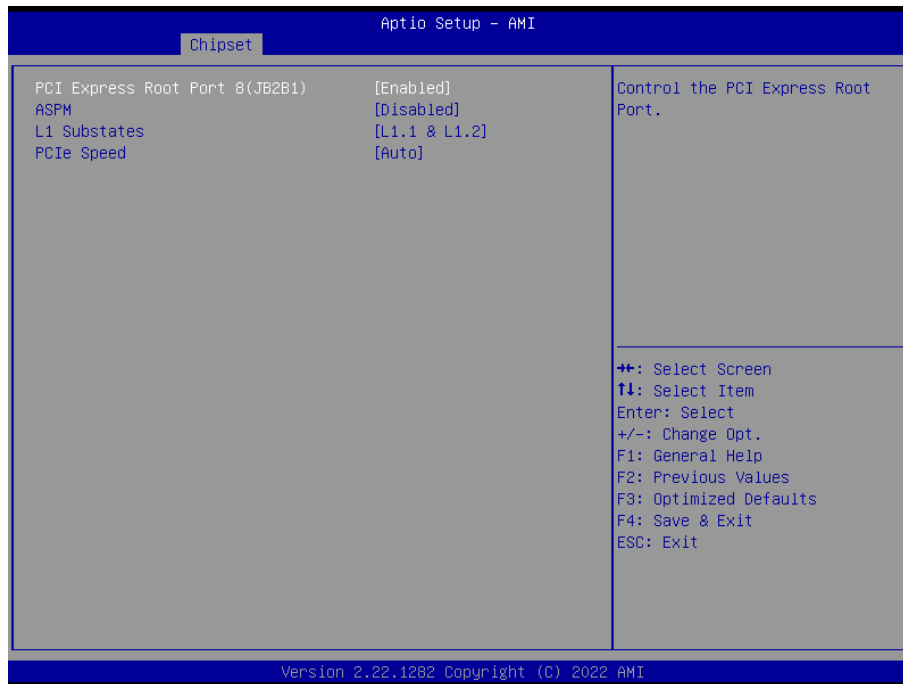 Aptio Setup – AMI
Chipset
PCI Express Root Port 8(JB2B1) [Enabled]
ASPM [Disabled]
L1 Substates [L1.1 & L1.2]
PCIe Speed [Auto]
Control the PCI Express Root
Port.
→←: Select Screen
↑↓: Select Item
Enter: Select
+/-: Change Opt.
F1: General Help
F2: Previous Values
F3: Optimized Defaults
F4: Save & Exit
ESC: Exit
Version 2.22.1282 Copyright (C) 2022 AMI